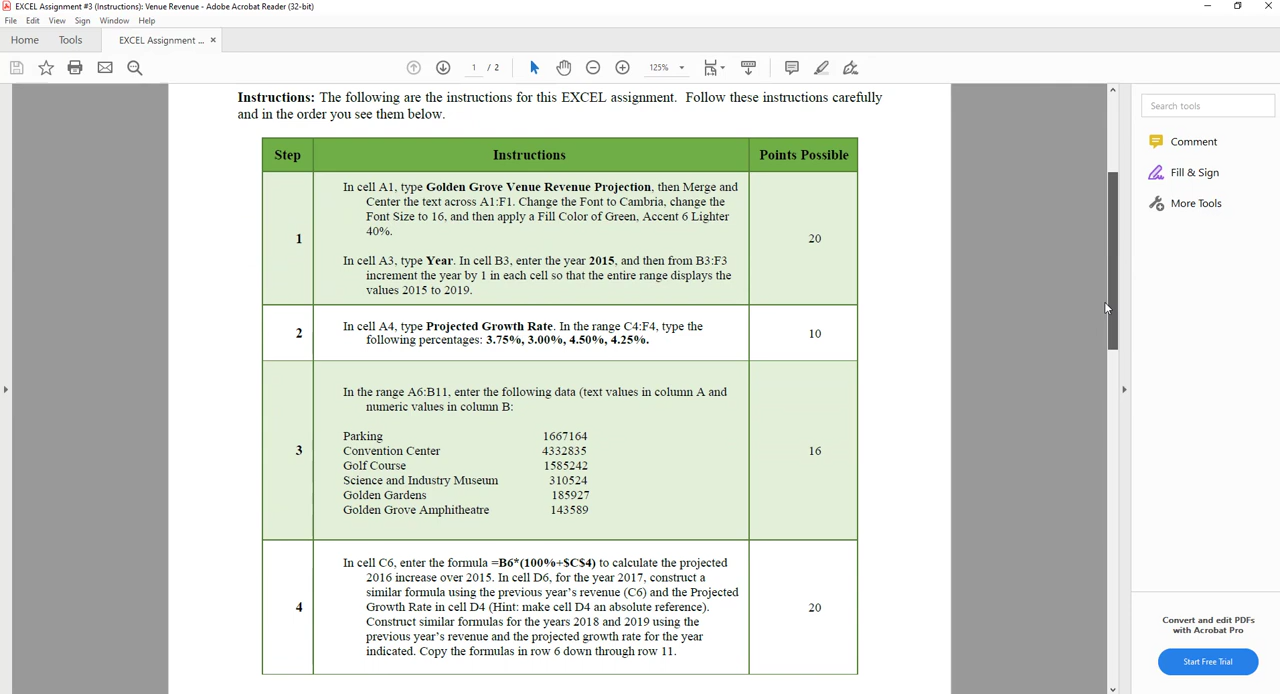 EXCEL Assignment #3 (Instructions): Venue Revenue - Adobe Acrobat Reader (32-bit)
File Edit View Sign Window Help
Home Tools EXCEL Assignment ... ×
1 / 2 125%
Search tools
Comment
Fill & Sign
More Tools
Instructions: The following are the instructions for this EXCEL assignment. Follow these instructions carefully
and in the order you see them below.
Step Instructions Points Possible
In cell A1, type Golden Grove Venue Revenue Projection, then Merge and
Center the text across A1:F1. Change the Font to Cambria, change the
Font Size to 16, and then apply a Fill Color of Green, Accent 6 Lighter
40%.
1 20
In cell A3, type Year. In cell B3, enter the year 2015, and then from B3:F3
increment the year by 1 in each cell so that the entire range displays the
values 2015 to 2019.
In cell A4, type Projected Growth Rate. In the range C4:F4, type the
2 10
following percentages: 3.75%, 3.00%, 4.50%, 4.25%.
In the range A6:B11, enter the following data (text values in column A and
numeric values in column B:
Parking 1667164
3 Convention Center 4332835 16
Golf Course 1585242
Science and Industry Museum 310524
Golden Gardens 185927
Golden Grove Amphitheatre 143589
In cell C6, enter the formula =B6*(100%+$C$4) to calculate the projected
2016 increase over 2015. In cell D6, for the year 2017, construct a
similar formula using the previous year's revenue (C6) and the Projected
4 Growth Rate in cell D4 (Hint: make cell D4 an absolute reference). 20
Construct similar formulas for the years 2018 and 2019 using the
previous year's revenue and the projected growth rate for the year
indicated. Copy the formulas in row 6 down through row 11.
Convert and edit PDFs
with Acrobat Pro
Start Free Trial